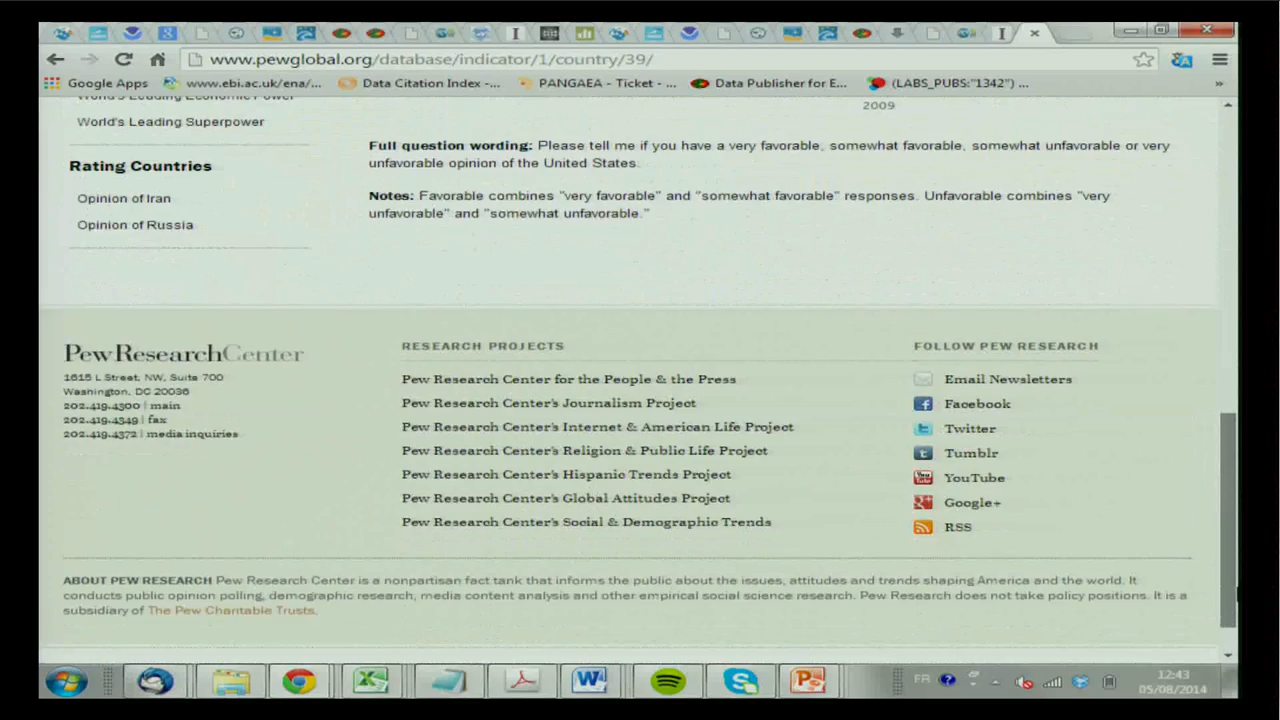 www.pewglobal.org/database/indicator/1/country/39/
Google Apps
www.ebi.ac.uk/ena/...
Data Citation Index -...
PANGAEA - Ticket - ...
Data Publisher for E...
(LABS_PUBS:"1342") ...
»
World's Leading Economic Power
World's Leading Superpower
Rating Countries
Opinion of Iran
Opinion of Russia
2009
Full question wording: Please tell me if you have a very favorable, somewhat favorable, somewhat unfavorable or very
unfavorable opinion of the United States.
Notes: Favorable combines "very favorable" and "somewhat favorable" responses. Unfavorable combines "very
unfavorable" and "somewhat unfavorable."
PewResearchCenter
1615 L Street, NW, Suite 700
Washington, DC 20036
202.419.4300 | main
202.419.4349 | fax
202.419.4372 | media inquiries
RESEARCH PROJECTS
Pew Research Center for the People & the Press
Pew Research Center's Journalism Project
Pew Research Center's Internet & American Life Project
Pew Research Center's Religion & Public Life Project
Pew Research Center's Hispanic Trends Project
Pew Research Center's Global Attitudes Project
Pew Research Center's Social & Demographic Trends
FOLLOW PEW RESEARCH
Email Newsletters
Facebook
Twitter
Tumblr
YouTube
Google+
RSS
ABOUT PEW RESEARCH Pew Research Center is a nonpartisan fact tank that informs the public about the issues, attitudes and trends shaping America and the world. It
conducts public opinion polling, demographic research, media content analysis and other empirical social science research. Pew Research does not take policy positions. It is a
subsidiary of The Pew Charitable Trusts.
FR
12:43
05/08/2014